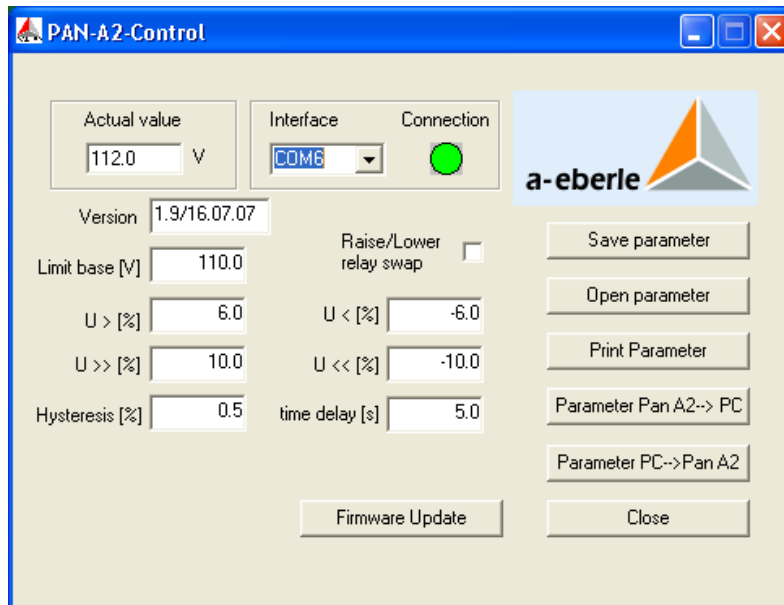 PAN-A2-Control
Actual value
112.0 V
Interface Connection
COM6
a-eberle
Version 1.9/16.07.07
Raise/Lower
relay swap
Save parameter
Limit base [V] 110.0
Open parameter
U > [%] 6.0 U < [%] -6.0
Print Parameter
U >> [%] 10.0 U << [%] -10.0
Parameter Pan A2--> PC
Hysteresis [%] 0.5 time delay [s] 5.0
Parameter PC-->Pan A2
Firmware Update Close